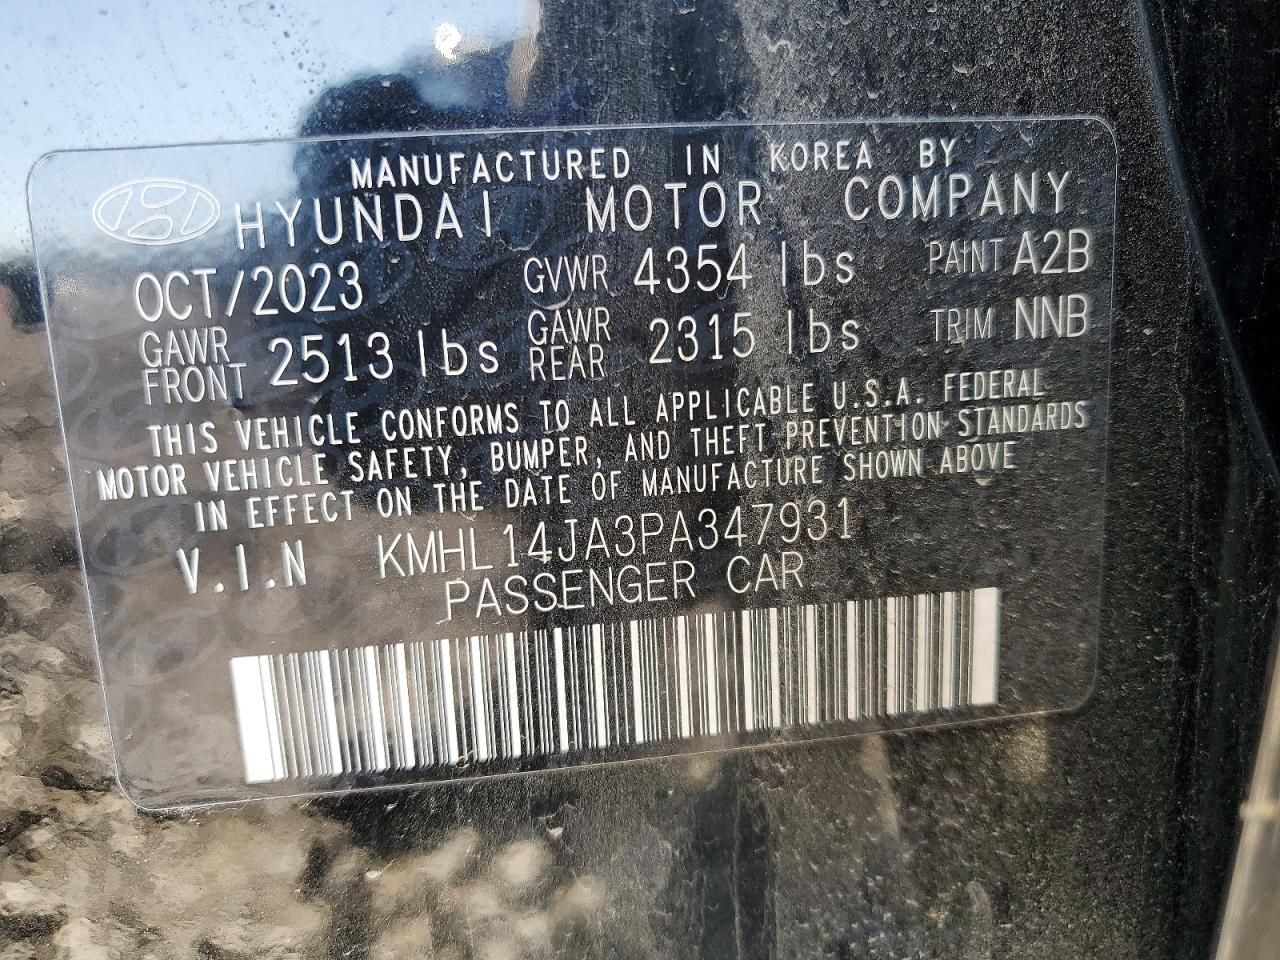 MANUFACTURED IN KOREA BY
HYUNDAI MOTOR COMPANY
OCT/2023 GVWR 4354 lbs PAINT A2B
GAWR FRONT 2513 lbs GAWR REAR 2315 lbs TRIM NNB
THIS VEHICLE CONFORMS TO ALL APPLICABLE U.S.A. FEDERAL
MOTOR VEHICLE SAFETY, BUMPER, AND THEFT PREVENTION STANDARDS
IN EFFECT ON THE DATE OF MANUFACTURE SHOWN ABOVE
V.I.N KMHL14JA3PA347931
PASSENGER CAR